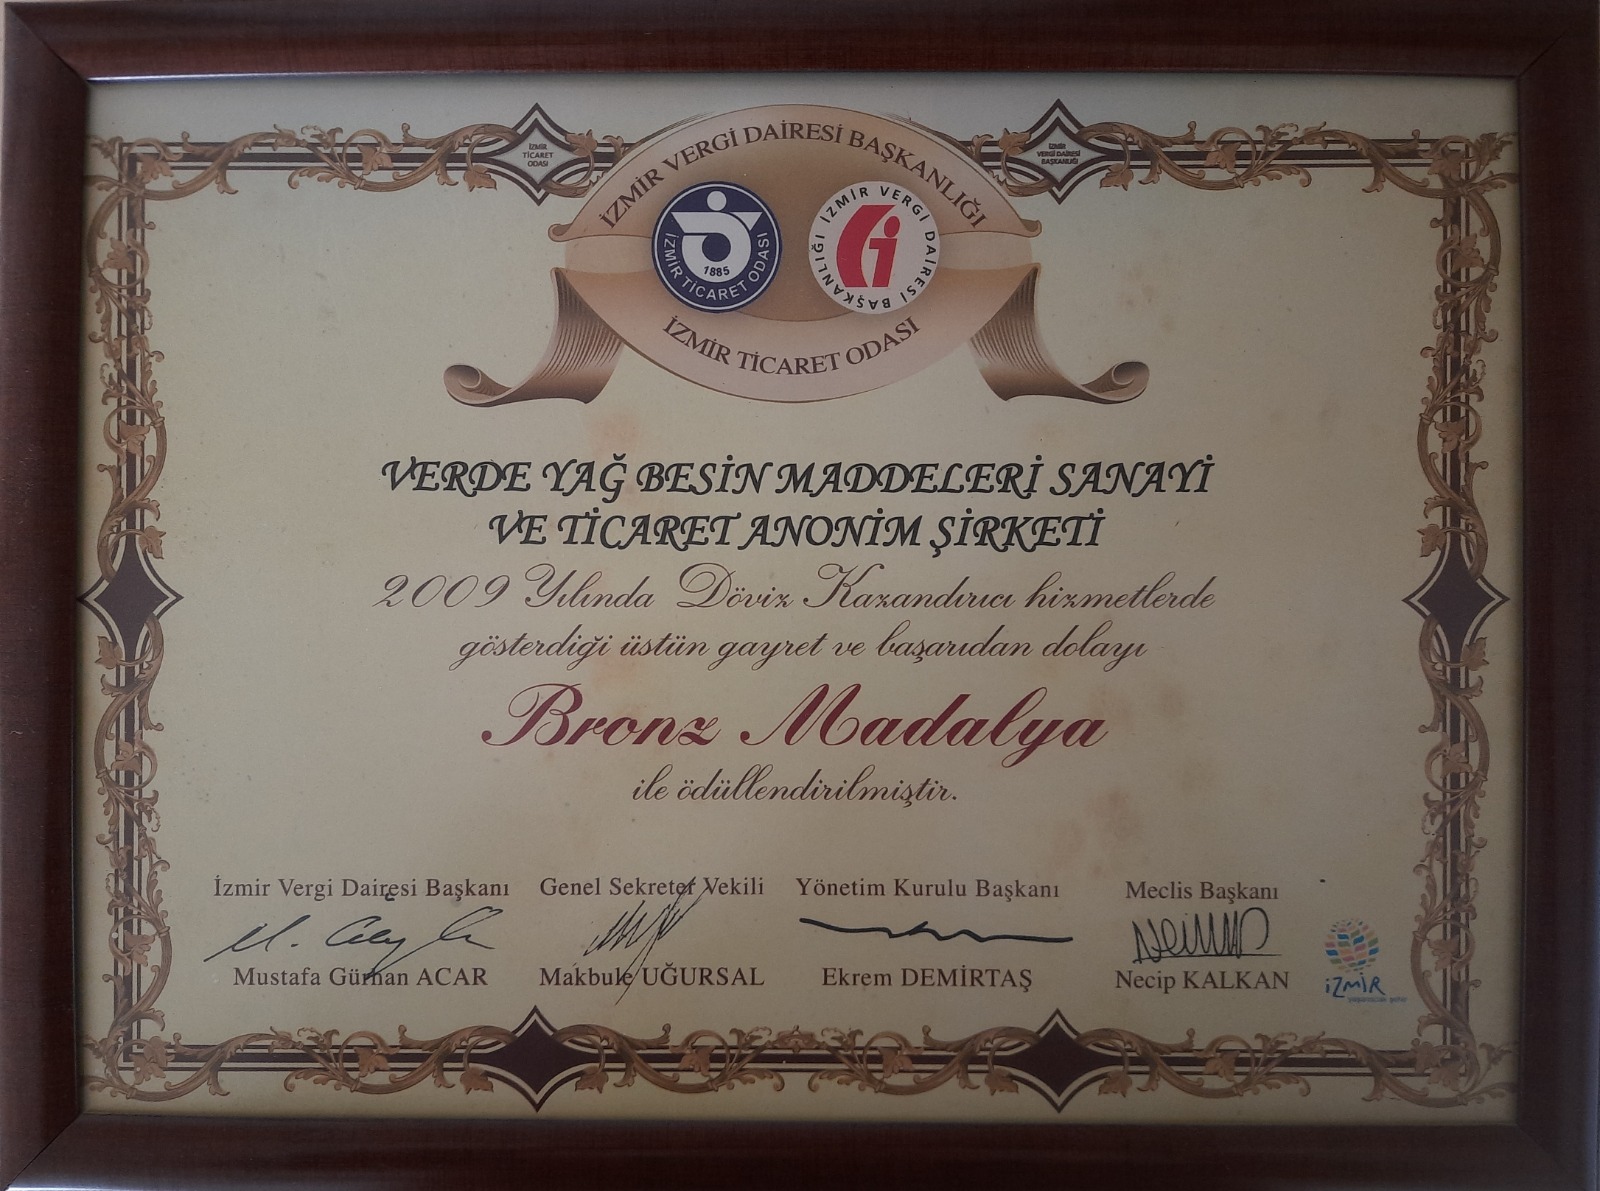 İZMİR TİCARET ODASI
İZMİR VERGİ DAİRESİ BAŞKANLIĞI
İZMİR VERGİ DAİRESİ BAŞKANLIĞI
İZMİR TİCARET ODASI
1885
İZMİR VERGİ DAİRESİ BAŞKANLIĞI
İZMİR TİCARET ODASI
VERDE YAĞ BESİN MADDELERİ SANAYİ
VE TİCARET ANONİM ŞİRKETİ
2009 Yılında Döviz Kazandırıcı hizmetlerde
gösterdiği üstün gayret ve başarıdan dolayı
Bronz Madalya
ile ödüllendirilmiştir.
İzmir Vergi Dairesi Başkanı Genel Sekreter Vekili Yönetim Kurulu Başkanı Meclis Başkanı
Mustafa Gürhan ACAR Makbule UĞURSAL Ekrem DEMİRTAŞ Necip KALKAN
İZMİR